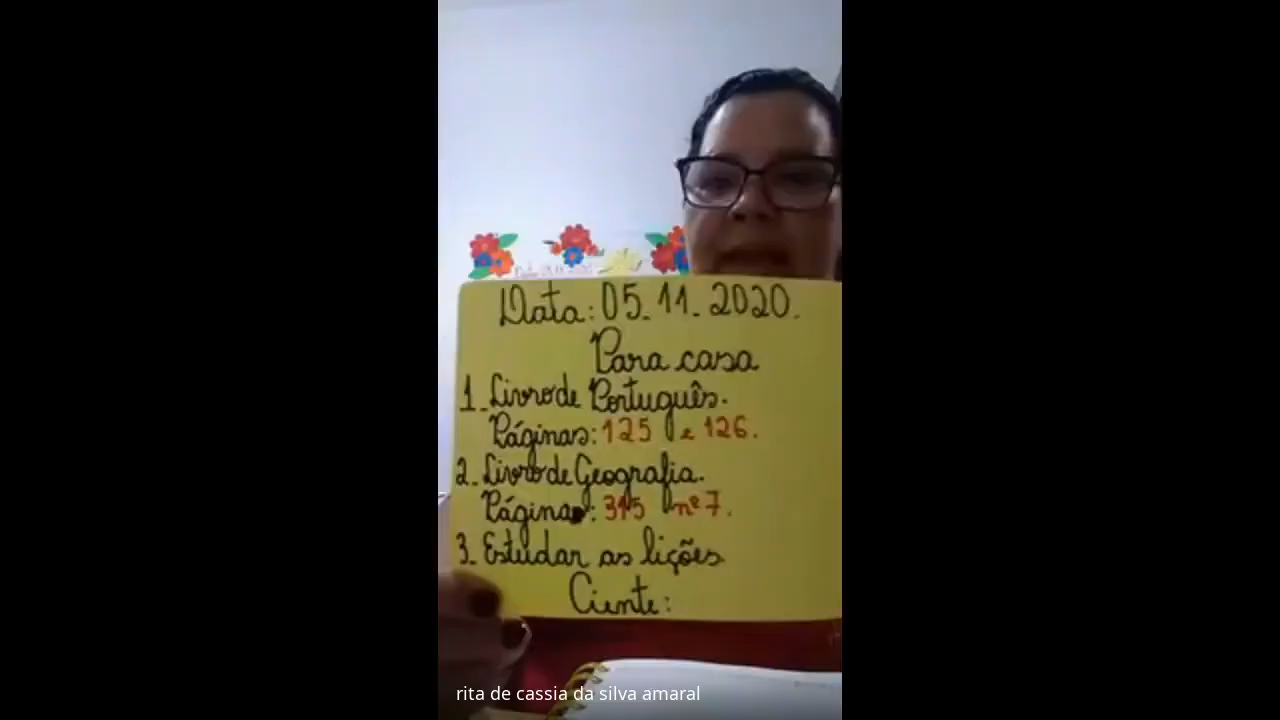 Data: 05.11.2020.
Para casa
1. Livro de Português.
Páginas: 125 e 126.
2. Livro de Geografia.
Página: 315 nº 7.
3. Estudar as lições
Ciente:
rita de cassia da silva amaral